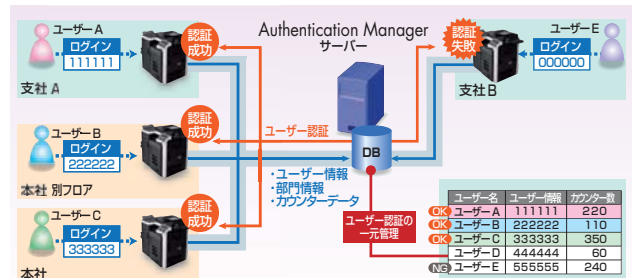 ユーザーA
ログイン
111111
支社 A
認証
成功
Authentication Manager
サーバー
認証
失敗
ユーザーE
ログイン
000000
支社 B
ユーザーB
ログイン
222222
本社 別フロア
認証
成功
ユーザー認証
DB
・ユーザー情報
・部門情報
・カウンターデータ
ユーザーC
ログイン
333333
本社
認証
成功
ユーザー認証の
一元管理
ユーザー名 ユーザー情報 カウンター数
OK ユーザーA 111111 220
OK ユーザーB 222222 110
OK ユーザーC 333333 350
ユーザーD 444444 60
NG ユーザーE 555555 240